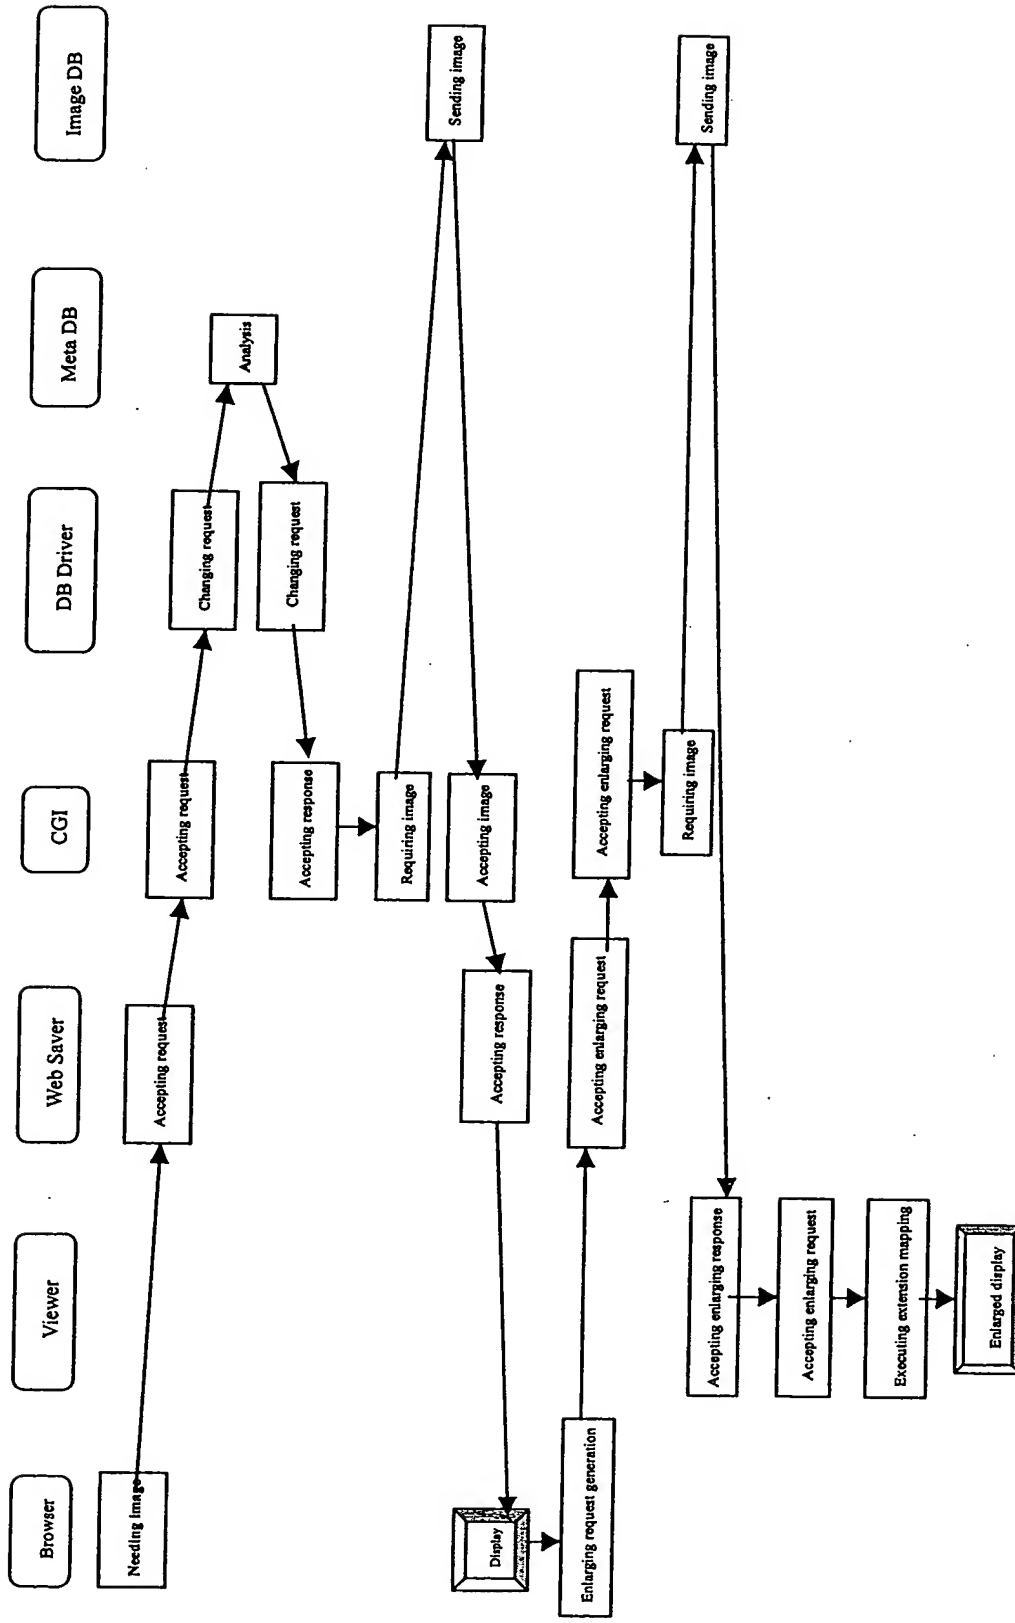 Browser
Viewer
Web Saver
CGI
DB Driver
Meta DB
Image DB
Needing image
Accepting request
Accepting request
Changing request
Analysis
Changing request
Accepting response
Requiring image
Sending image
Accepting image
Accepting response
Display
Enlarging request generation
Accepting enlarging request
Accepting enlarging request
Requiring image
Sending image
Accepting enlarging response
Accepting enlarging request
Executing extension mapping
Enlarged display